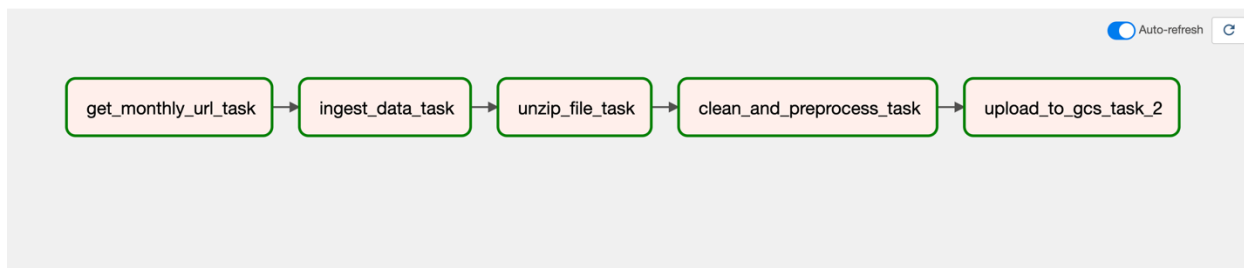 Auto-refresh
get_monthly_url_task
ingest_data_task
unzip_file_task
clean_and_preprocess_task
upload_to_gcs_task_2